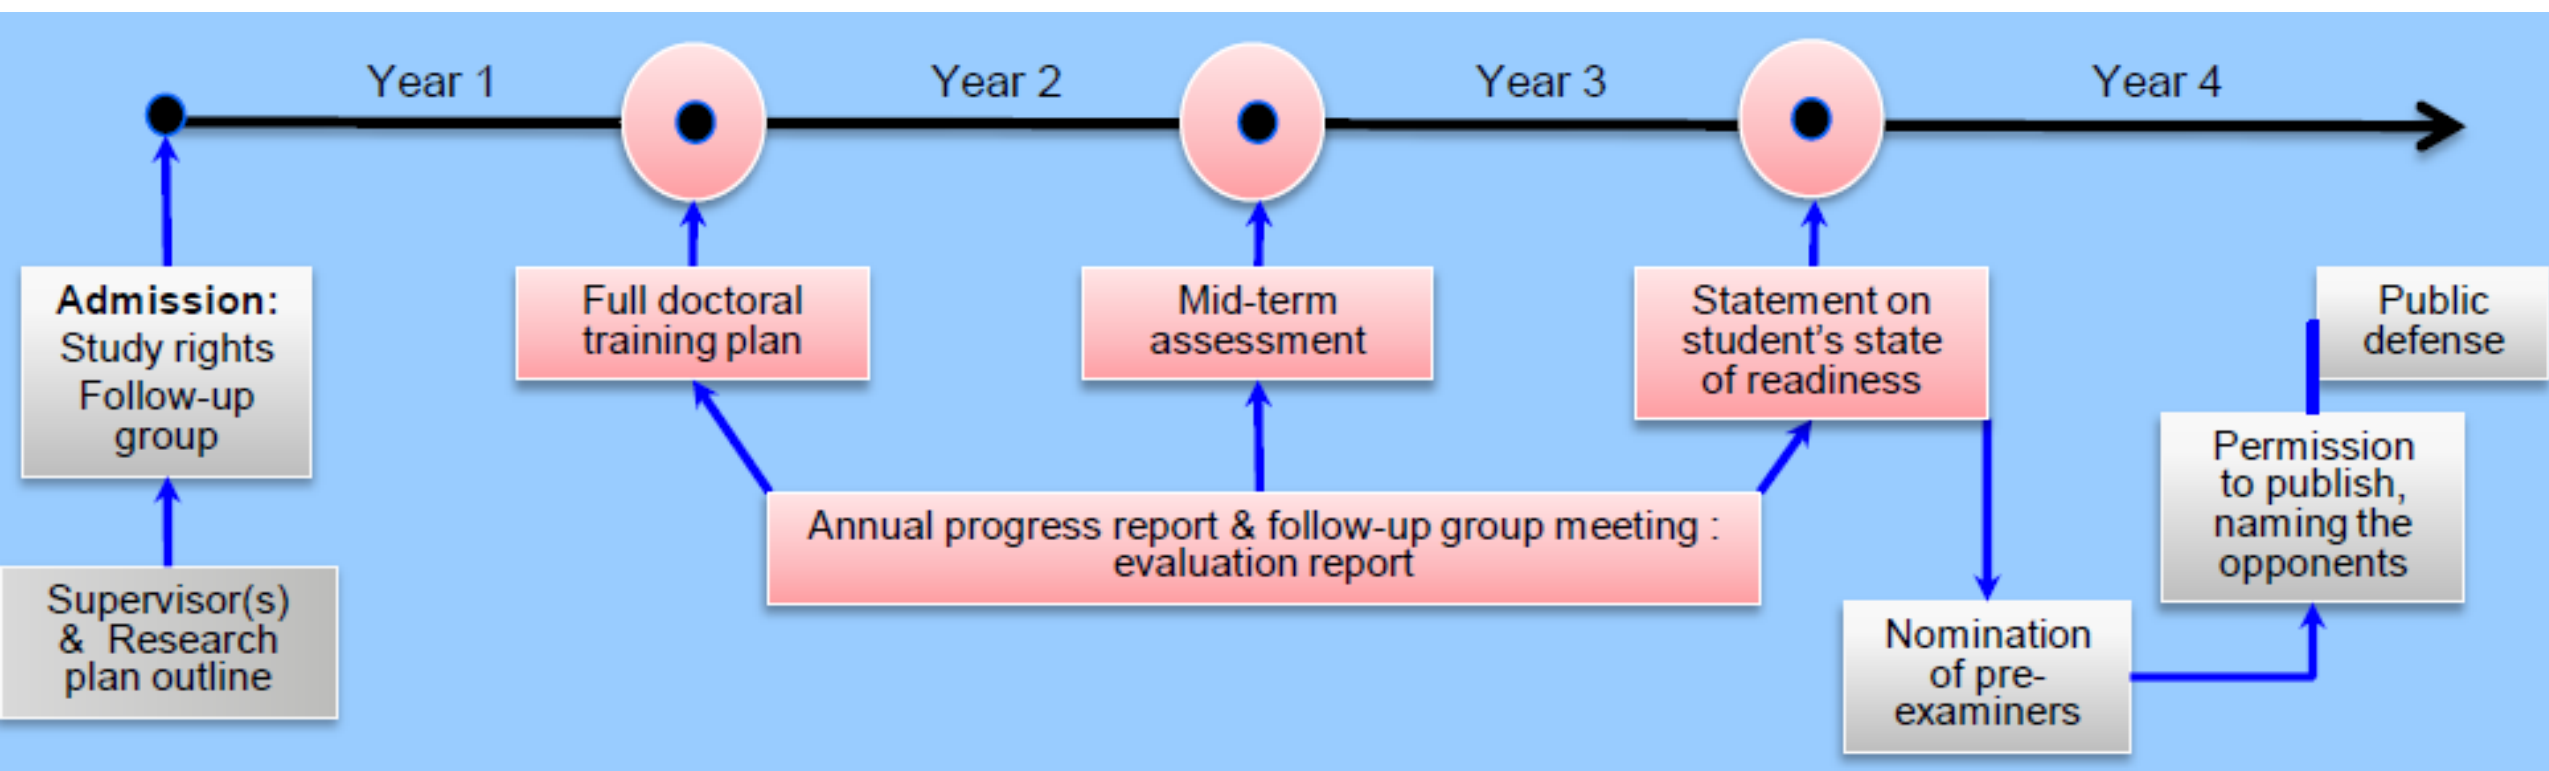 Year 1
Year 2
Year 3
Year 4
Admission:
Study rights
Follow-up
group
Full doctoral
training plan
Mid-term
assessment
Statement on
student's state
of readiness
Public
defense
Permission
to publish,
naming the
opponents
Annual progress report & follow-up group meeting :
evaluation report
Supervisor(s)
& Research
plan outline
Nomination
of pre-
examiners